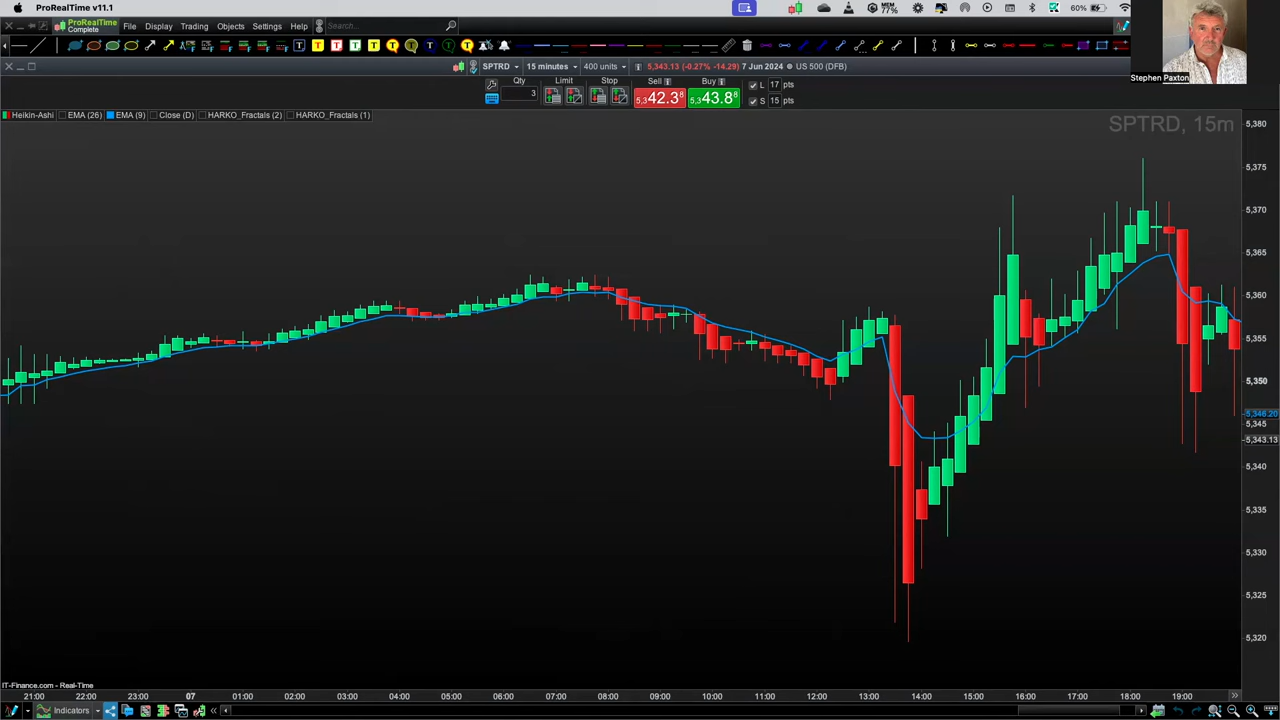 ProRealTime v11.1
MEM 77%
60%
ProRealTime Complete
File Display Trading Objects Settings Help
Search...
SPTRD 15 minutes 400 units 5,343.13 (-0.27% -14.29) 7 Jun 2024 US 500 (DFB)
Stephen Paxton
Qty Limit Stop Sell Buy L 17 pts
3 5,342.38 5,343.88 S 15 pts
Heikin-Ashi EMA (26) EMA (9) Close (D) HARKO_Fractals (2) HARKO_Fractals (1)
SPTRD, 15m
5,380
5,375
5,370
5,365
5,360
5,355
5,350
5,346.20
5,345
5,343.13
5,340
5,335
5,330
5,325
5,320
IT-Finance.com - Real-Time
21:00 22:00 23:00 07 01:00 02:00 03:00 04:00 05:00 06:00 07:00 08:00 09:00 10:00 11:00 12:00 13:00 14:00 15:00 16:00 17:00 18:00 19:00
Indicators